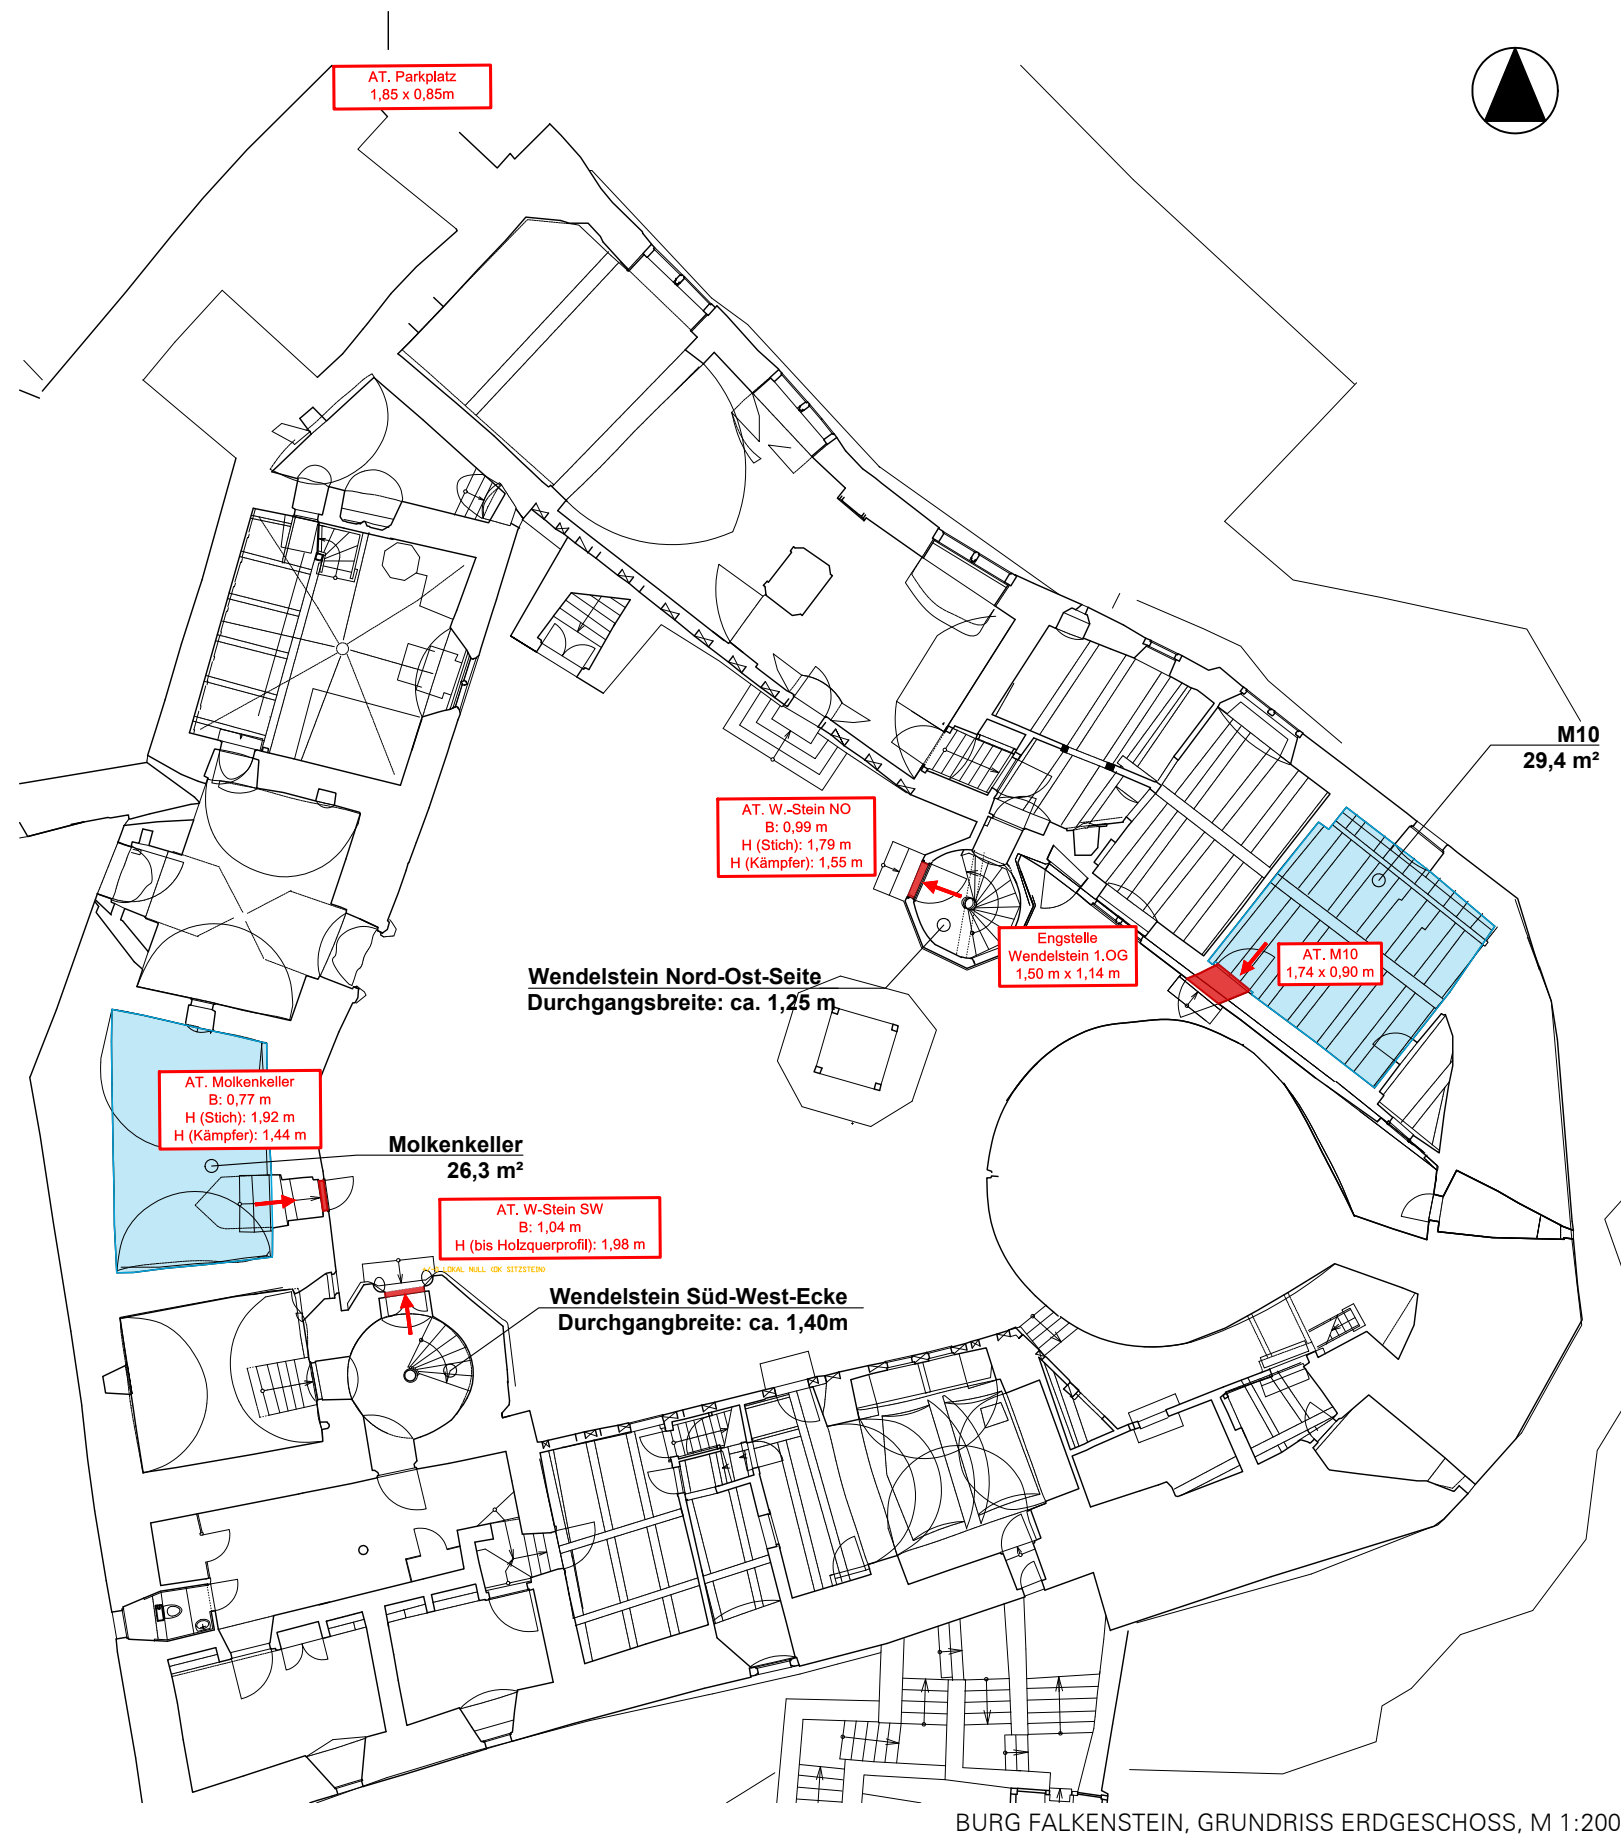 AT. Parkplatz
1,85 x 0,85m
M10
29,4 m²
AT. W.-Stein NO
B: 0,99 m
H (Stich): 1,79 m
H (Kämpfer): 1,55 m
Engstelle
Wendelstein 1.OG
1,50 m x 1,14 m
AT. M10
1,74 x 0,90 m
Wendelstein Nord-Ost-Seite
Durchgangsbreite: ca. 1,25 m
AT. Molkenkeller
B: 0,77 m
H (Stich): 1,92 m
H (Kämpfer): 1,44 m
Molkenkeller
26,3 m²
AT. W-Stein SW
B: 1,04 m
H (bis Holzquerprofil): 1,98 m
LOKAL NULL (OK SITZSTEIN)
Wendelstein Süd-West-Ecke
Durchgangbreite: ca. 1,40m
BURG FALKENSTEIN, GRUNDRISS ERDGESCHOSS, M 1:200